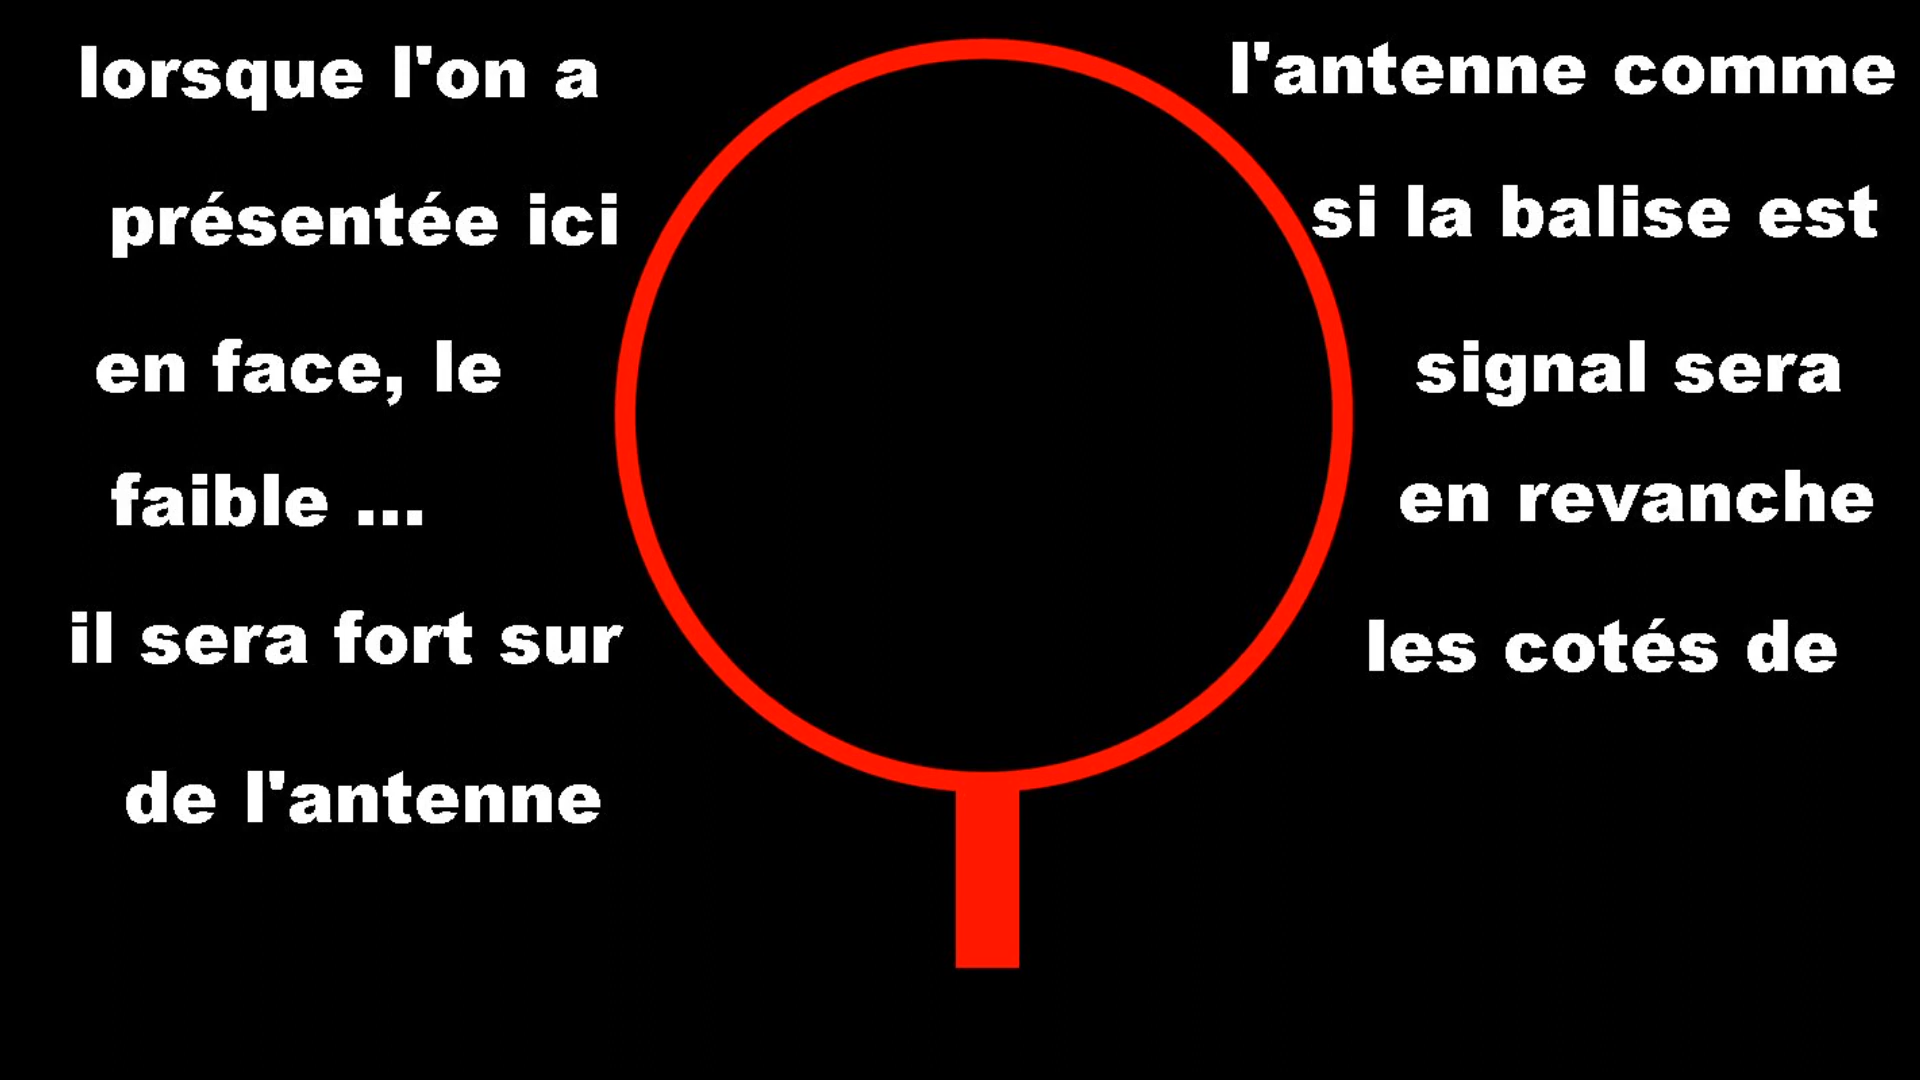 lorsque l'on a l'antenne comme
présentée ici si la balise est
en face, le signal sera
faible ... en revanche
il sera fort sur les cotés de
de l'antenne